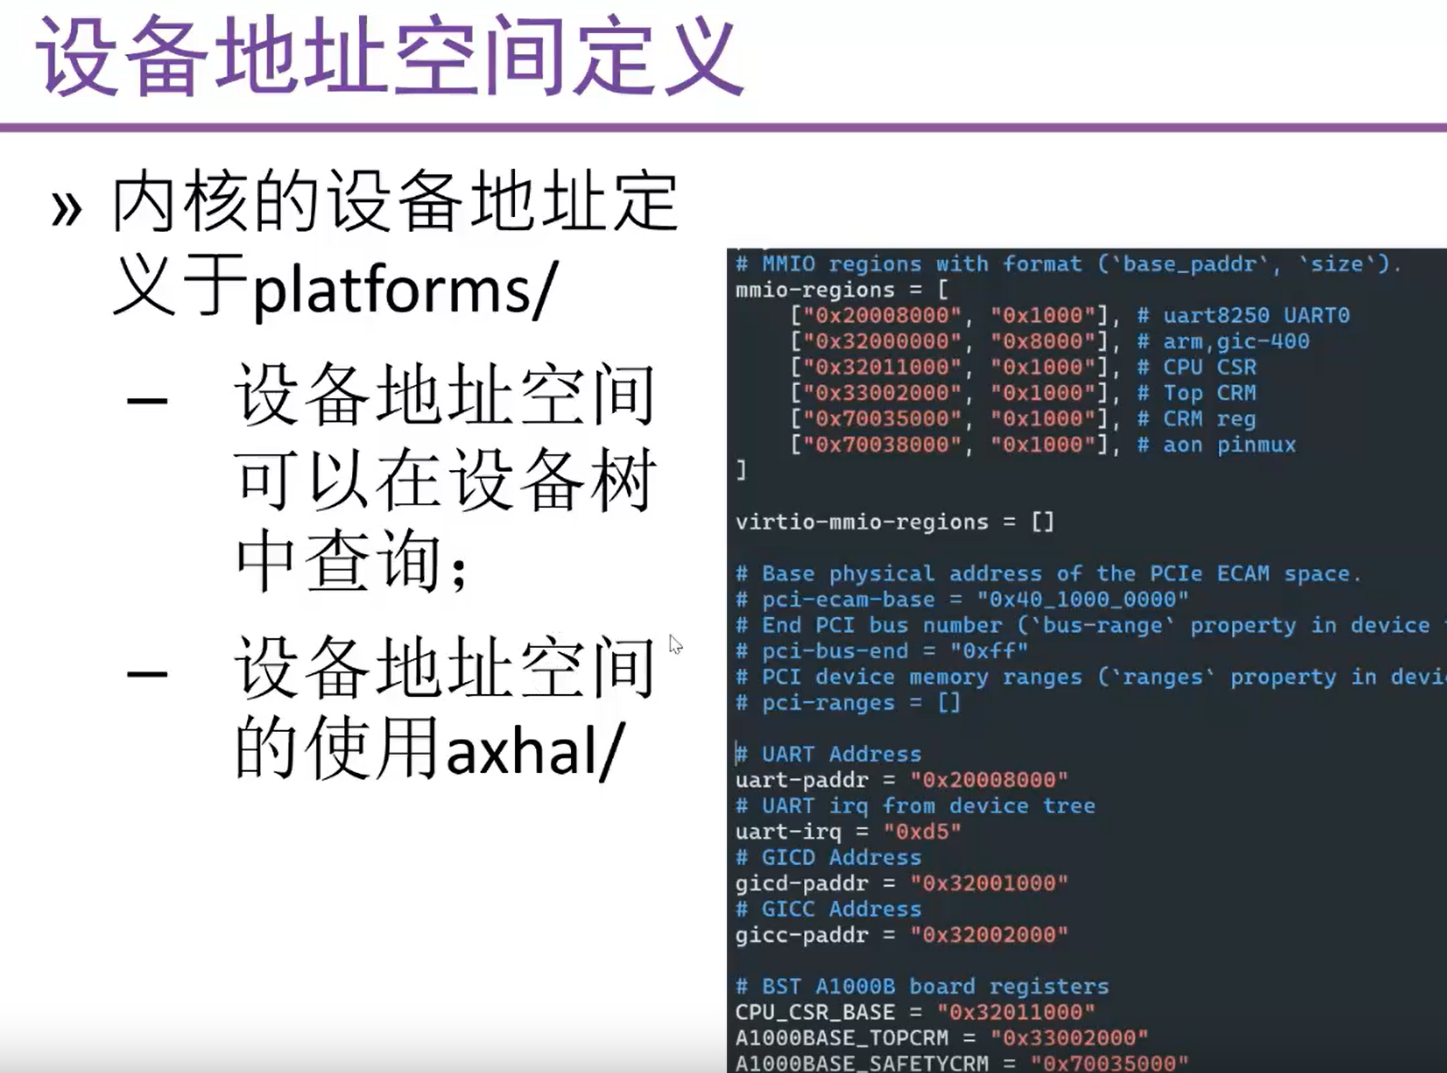 设备地址空间定义
» 内核的设备地址定
义于platforms/
– 设备地址空间
可以在设备树
中查询；
– 设备地址空间
的使用axhal/
# MMIO regions with format (`base_paddr`, `size`).
mmio-regions = [
    ["0x20008000", "0x1000"], # uart8250 UART0
    ["0x32000000", "0x8000"], # arm,gic-400
    ["0x32011000", "0x1000"], # CPU CSR
    ["0x33002000", "0x1000"], # Top CRM
    ["0x70035000", "0x1000"], # CRM reg
    ["0x70038000", "0x1000"], # aon pinmux
]
virtio-mmio-regions = []
# Base physical address of the PCIe ECAM space.
# pci-ecam-base = "0x40_1000_0000"
# End PCI bus number (`bus-range` property in device
# pci-bus-end = "0xff"
# PCI device memory ranges (`ranges` property in devi
# pci-ranges = []
# UART Address
uart-paddr = "0x20008000"
# UART irq from device tree
uart-irq = "0xd5"
# GICD Address
gicd-paddr = "0x32001000"
# GICC Address
gicc-paddr = "0x32002000"
# BST A1000B board registers
CPU_CSR_BASE = "0x32011000"
A1000BASE_TOPCRM = "0x33002000"
A1000BASE_SAFETYCRM = "0x70035000"